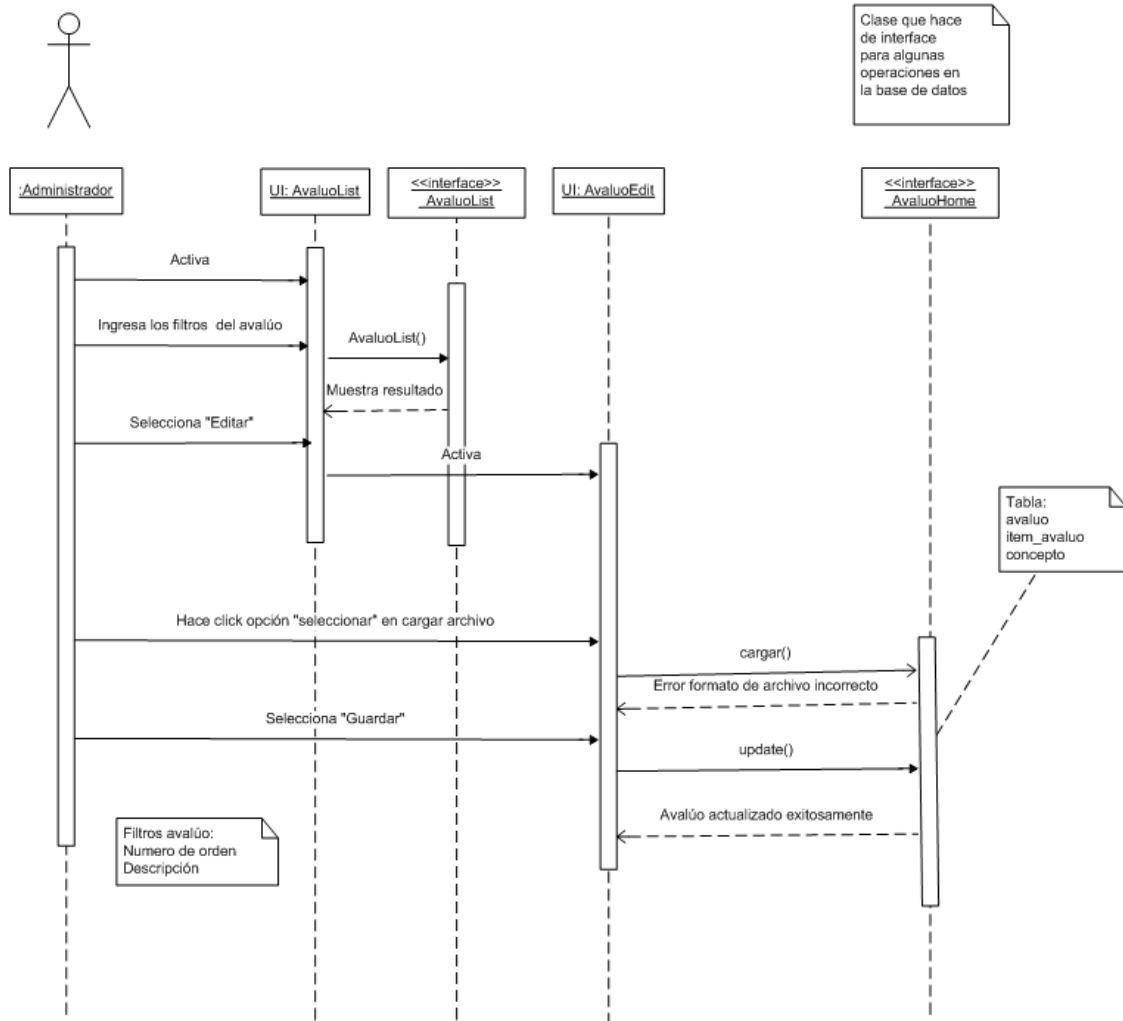 Clase que hace
de interface
para algunas
operaciones en
la base de datos
:Administrador
UI: AvaluoList
<<interface>>
_AvaluoList
UI: AvaluoEdit
<<interface>>
_AvaluoHome
Activa
Ingresa los filtros del avalúo
AvaluoList()
Muestra resultado
Selecciona "Editar"
Activa
Tabla:
avaluo
item_avaluo
concepto
Hace click opción "seleccionar" en cargar archivo
cargar()
Error formato de archivo incorrecto
Selecciona "Guardar"
update()
Avalúo actualizado exitosamente
Filtros avalúo:
Numero de orden
Descripción